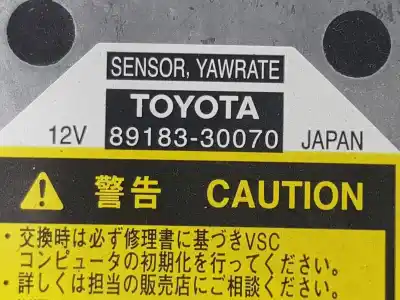 SENSOR, YAWRATE
TOYOTA
12V 89183-30070 JAPAN
警告 CAUTION
・交換時は必ず修理書に基づきVSC
コンピュータの初期化を行ってください。
・詳しくは担当の販売店にご相談ください。